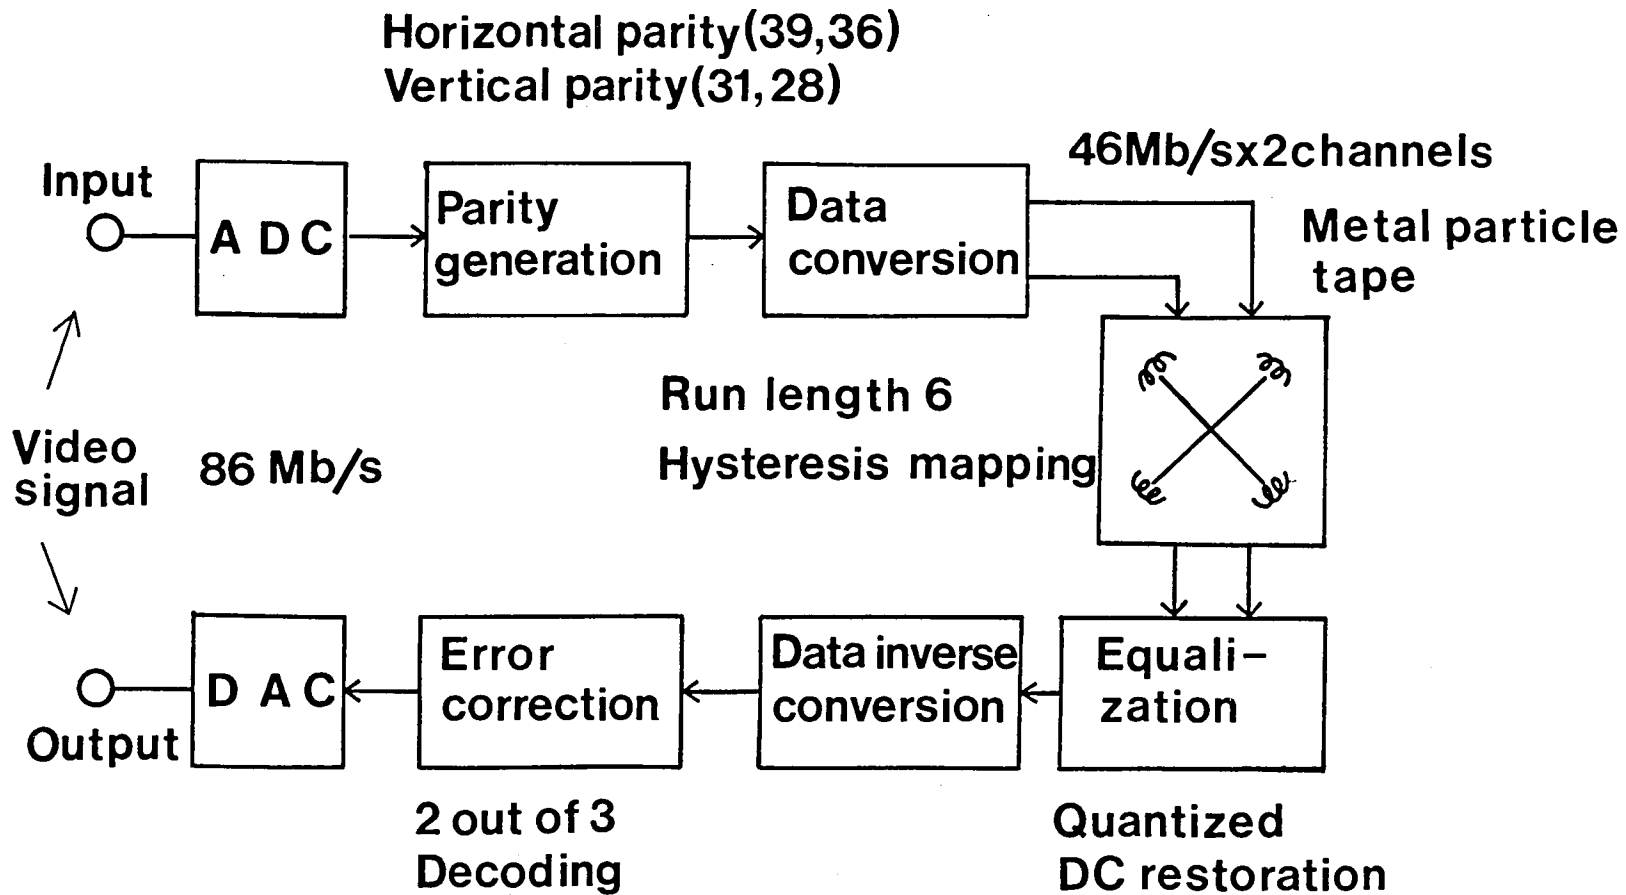 Horizontal parity(39,36)
Vertical parity(31,28)
46Mb/sx2channels
Input
A D C
Parity
generation
Data
conversion
Metal particle
tape
Run length 6
Hysteresis mapping
Video
signal
86 Mb/s
Output
D A C
Error
correction
Data inverse
conversion
Equali-
zation
2 out of 3
Decoding
Quantized
DC restoration